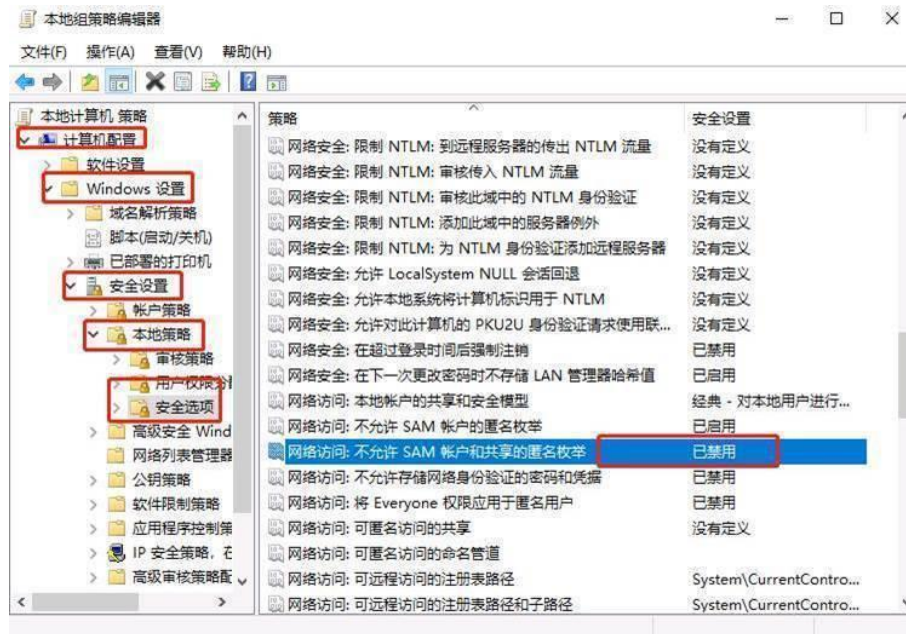 本地组策略编辑器
文件(F) 操作(A) 查看(V) 帮助(H)
本地计算机 策略
计算机配置
软件设置
Windows 设置
域名解析策略
脚本(启动/关机)
已部署的打印机
安全设置
帐户策略
本地策略
审核策略
用户权限分
安全选项
高级安全 Wind
网络列表管理器
公钥策略
软件限制策略
应用程序控制策
IP 安全策略，在
高级审核策略配
策略 安全设置
网络安全: 限制 NTLM: 到远程服务器的传出 NTLM 流量 没有定义
网络安全: 限制 NTLM: 审核传入 NTLM 流量 没有定义
网络安全: 限制 NTLM: 审核此域中的 NTLM 身份验证 没有定义
网络安全: 限制 NTLM: 添加此域中的服务器例外 没有定义
网络安全: 限制 NTLM: 为 NTLM 身份验证添加远程服务器 没有定义
网络安全: 允许 LocalSystem NULL 会话回退 没有定义
网络安全: 允许本地系统将计算机标识用于 NTLM 没有定义
网络安全: 允许对此计算机的 PKU2U 身份验证请求使用联... 没有定义
网络安全: 在超过登录时间后强制注销 已禁用
网络安全: 在下一次更改密码时不存储 LAN 管理器哈希值 已启用
网络访问: 本地帐户的共享和安全模型 经典 - 对本地用户进行...
网络访问: 不允许 SAM 帐户的匿名枚举 已启用
网络访问: 不允许 SAM 帐户和共享的匿名枚举 已禁用
网络访问: 不允许存储网络身份验证的密码和凭据 已禁用
网络访问: 将 Everyone 权限应用于匿名用户 已禁用
网络访问: 可匿名访问的共享 没有定义
网络访问: 可匿名访问的命名管道
网络访问: 可远程访问的注册表路径 System\CurrentContro...
网络访问: 可远程访问的注册表路径和子路径 System\CurrentContro...